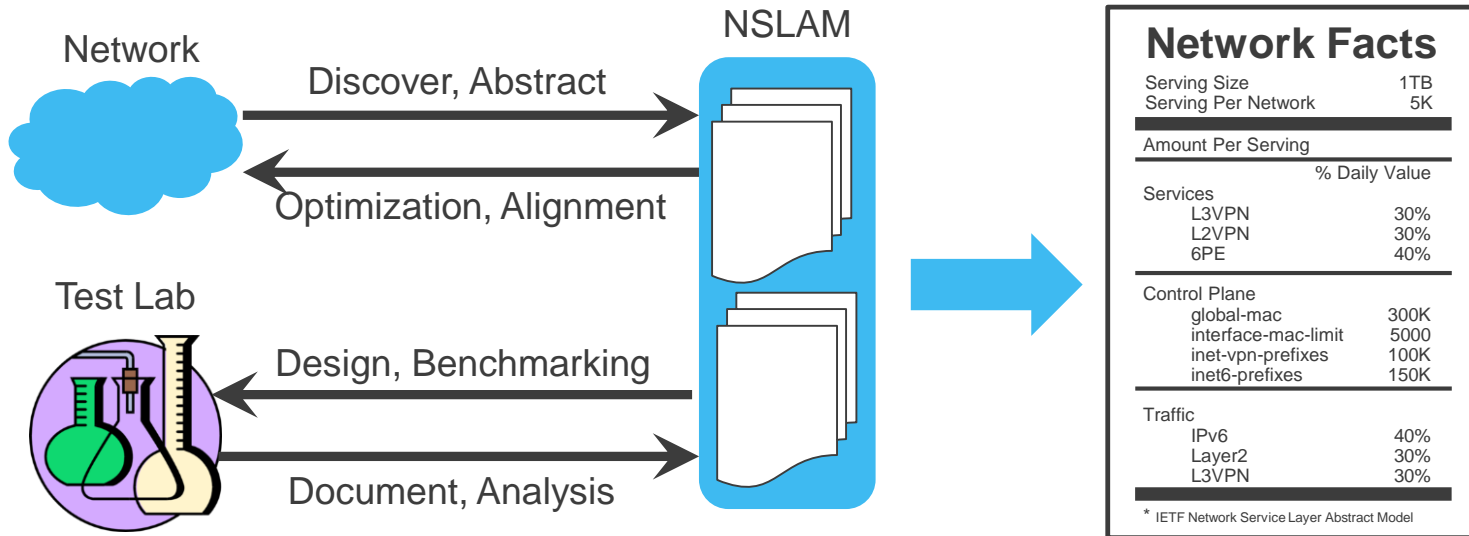 Network
NSLAM
Discover, Abstract
Optimization, Alignment
Test Lab
Design, Benchmarking
Document, Analysis
Network Facts
Serving Size 1TB
Serving Per Network 5K
Amount Per Serving
% Daily Value
Services
L3VPN 30%
L2VPN 30%
6PE 40%
Control Plane
global-mac 300K
interface-mac-limit 5000
inet-vpn-prefixes 100K
inet6-prefixes 150K
Traffic
IPv6 40%
Layer2 30%
L3VPN 30%
* IETF Network Service Layer Abstract Model